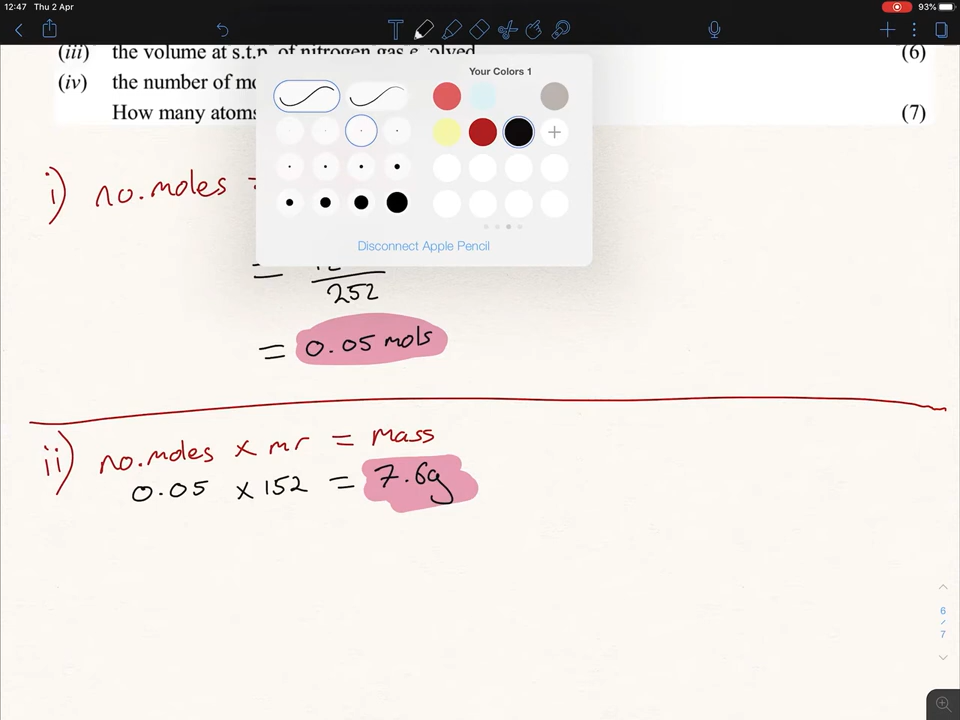 12:47 Thu 2 Apr
93%
(iii) the volume at s.t.p. of nitrogen gas evolved (6)
(iv) the number of mo
How many atoms (7)
Your Colors 1
Disconnect Apple Pencil
i) no.moles =
=
252
= 0.05 mols
ii) no.moles x mr = mass
0.05 x 152 = 7.6g
6
/
7